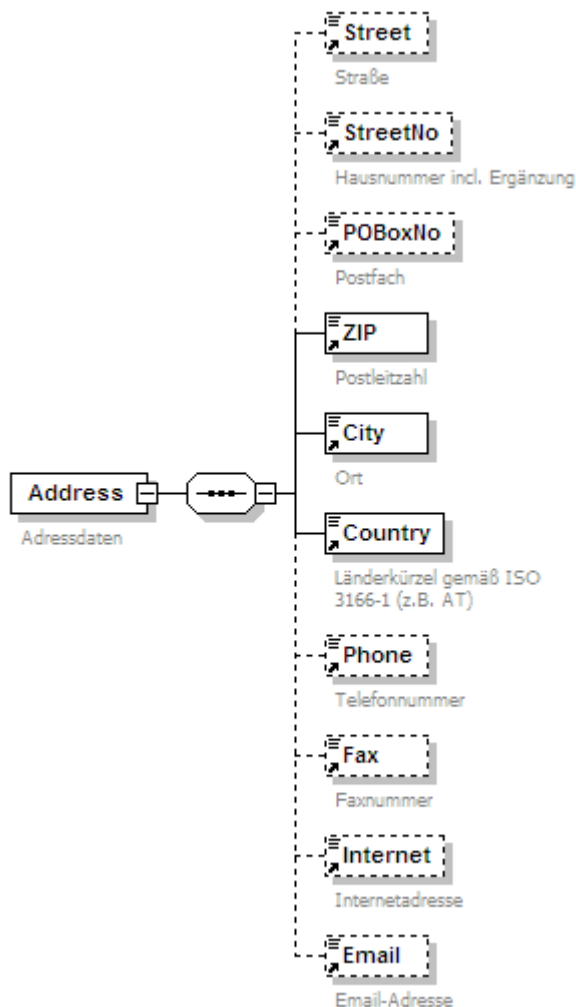 Street
Straße
StreetNo
Hausnummer incl. Ergänzung
POBoxNo
Postfach
ZIP
Postleitzahl
City
Ort
Address
Adressdaten
Country
Länderkürzel gemäß ISO
3166-1 (z.B. AT)
Phone
Telefonnummer
Fax
Faxnummer
Internet
Internetadresse
Email
Email-Adresse